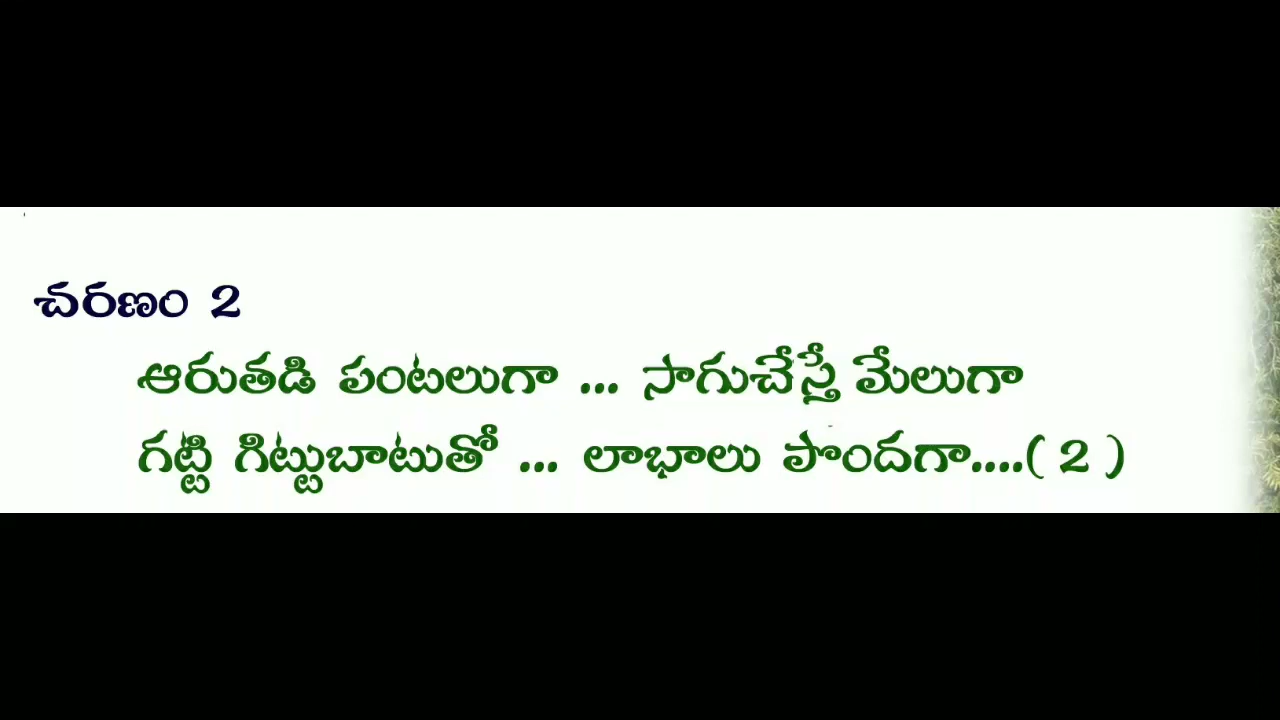 చరణం 2
ఆరుతడి పంటలుగా ... సాగుచేస్తే మేలుగా
గట్టి గిట్టుబాటుతో ... లాభాలు పొందగా....( 2 )